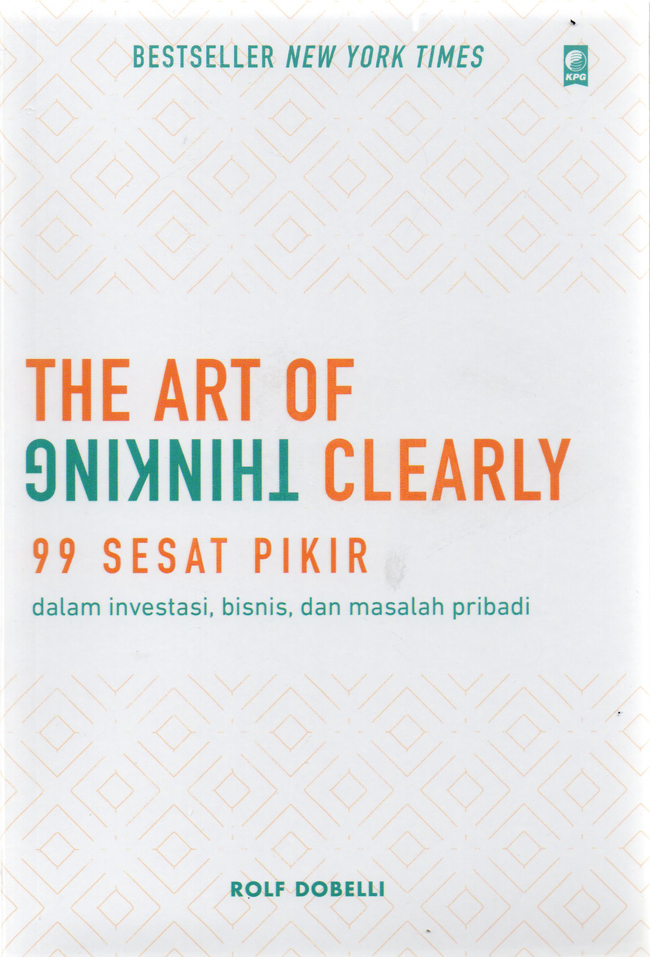 BESTSELLER NEW YORK TIMES
KPG
THE ART OF
THINKING CLEARLY
99 SESAT PIKIR
dalam investasi, bisnis, dan masalah pribadi
ROLF DOBELLI